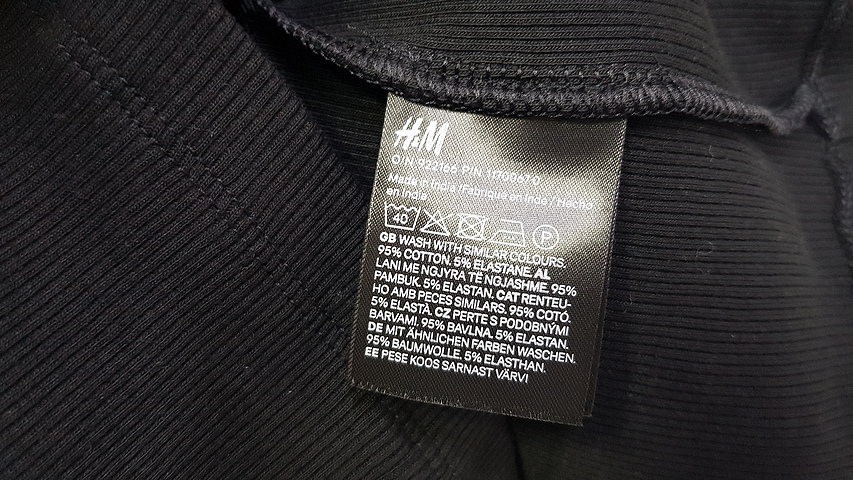 H&M
O/N 922166 P/N 1170067.0
Made in India / Fabriqué en Inde / Hecho
en India
40 P
GB WASH WITH SIMILAR COLOURS.
95% COTTON. 5% ELASTANE. AL
LANI ME NGJYRA TË NGJASHME. 95%
PAMBUK. 5% ELASTAN. CAT RENTEU-
HO AMB PECES SIMILARS. 95% COTÓ.
5% ELASTÀ. CZ PERTE S PODOBNÝMI
BARVAMI. 95% BAVLNA. 5% ELASTAN.
DE MIT ÄHNLICHEN FARBEN WASCHEN.
95% BAUMWOLLE. 5% ELASTHAN.
EE PESE KOOS SARNAST VÄRVI